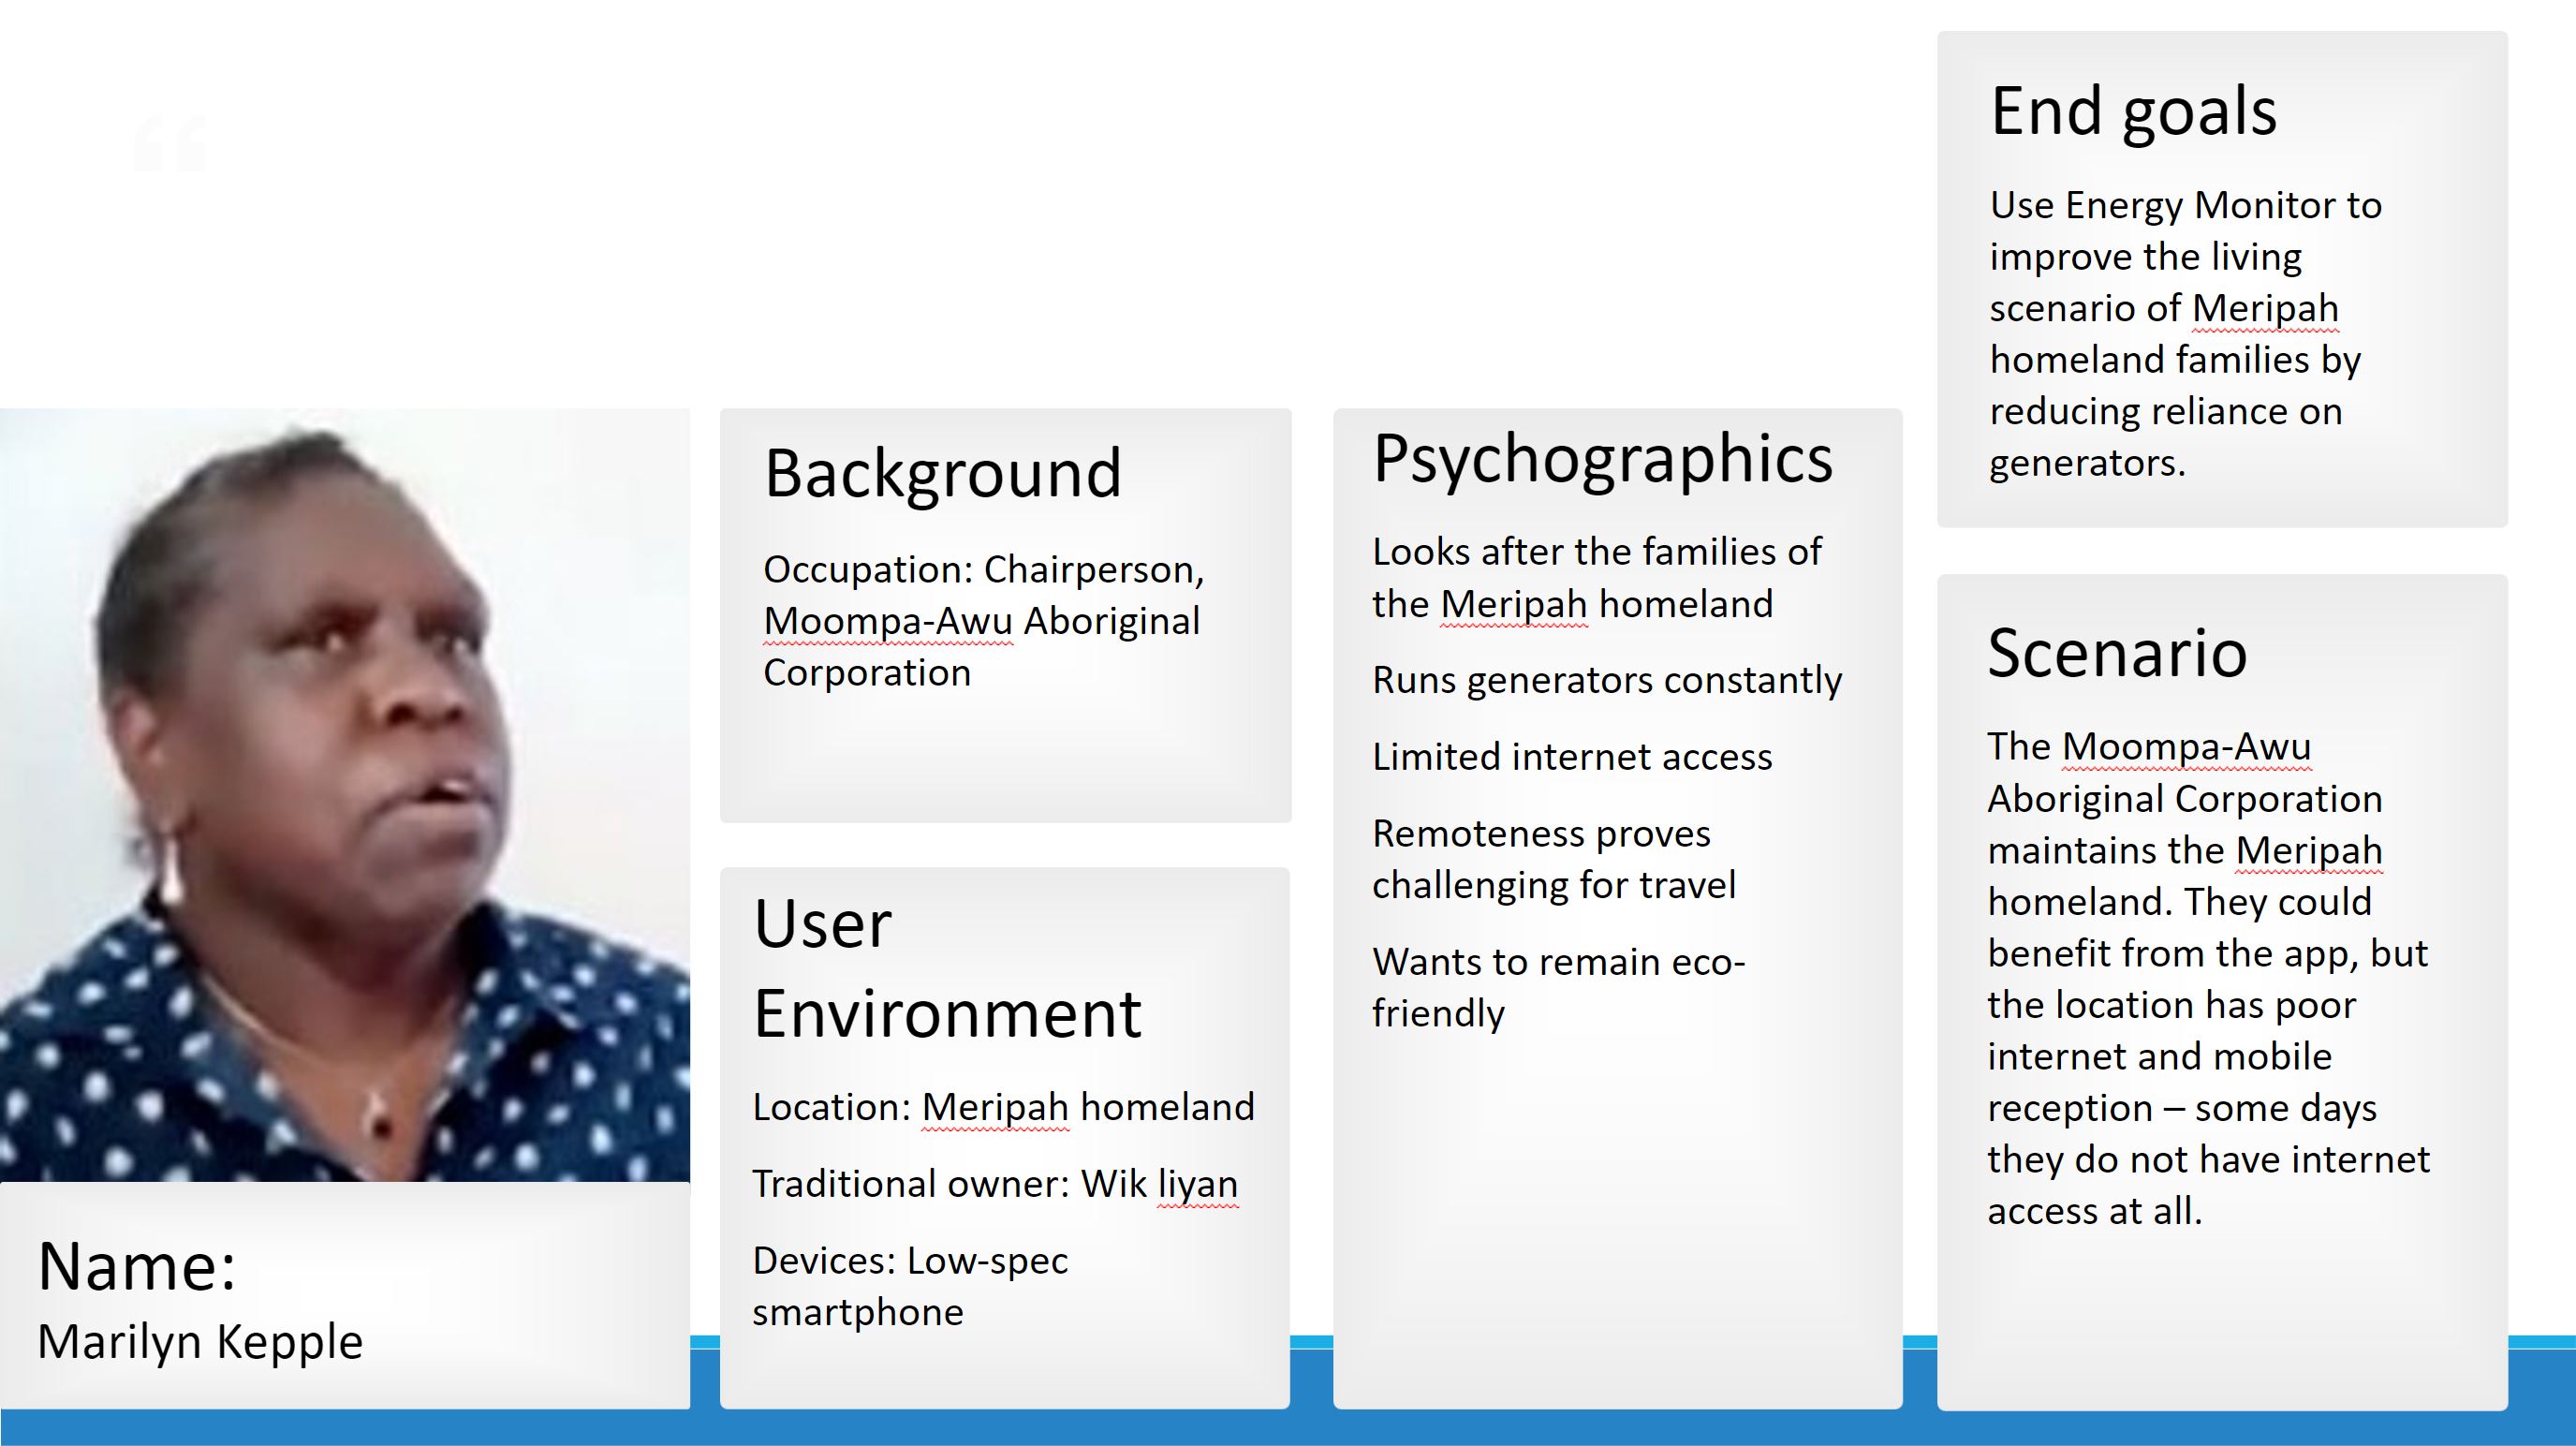 “
Name:
Marilyn Kepple
Background
Occupation: Chairperson,
Moompa-Awu Aboriginal
Corporation
User
Environment
Location: Meripah homeland
Traditional owner: Wik liyan
Devices: Low-spec
smartphone
Psychographics
Looks after the families of
the Meripah homeland
Runs generators constantly
Limited internet access
Remoteness proves
challenging for travel
Wants to remain eco-
friendly
End goals
Use Energy Monitor to
improve the living
scenario of Meripah
homeland families by
reducing reliance on
generators.
Scenario
The Moompa-Awu
Aboriginal Corporation
maintains the Meripah
homeland. They could
benefit from the app, but
the location has poor
internet and mobile
reception – some days
they do not have internet
access at all.